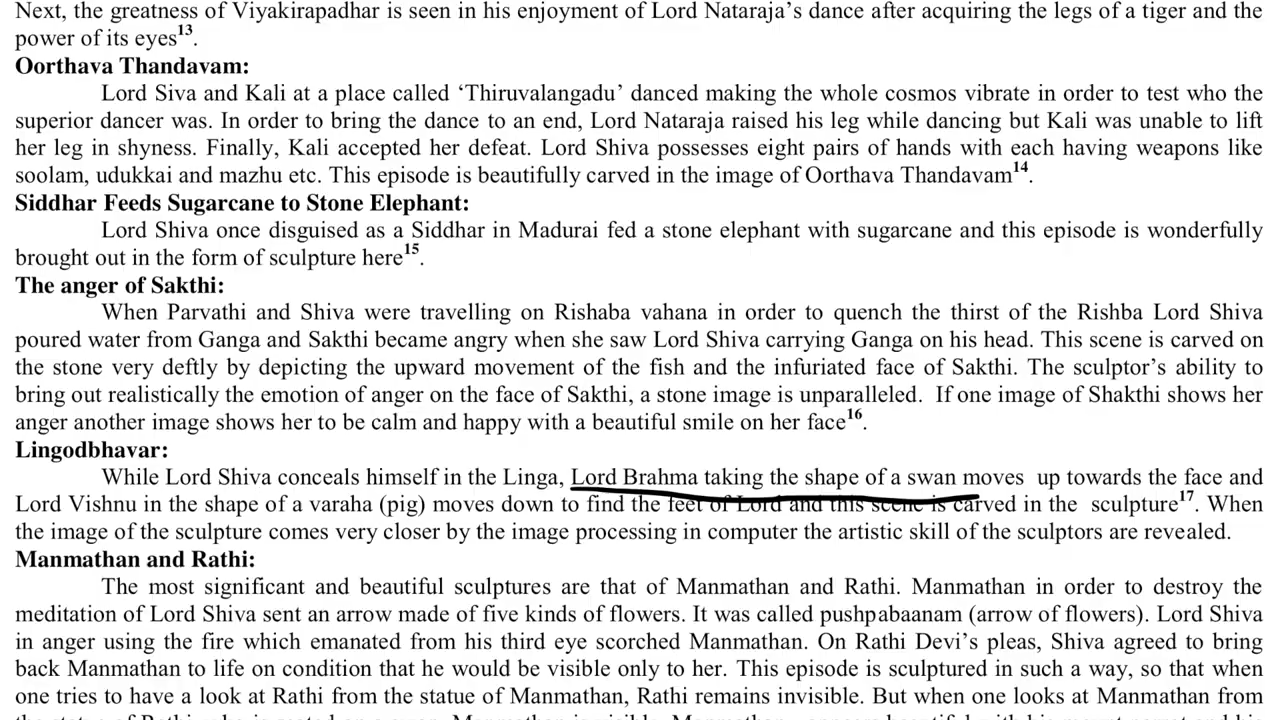 Next, the greatness of Viyakirapadhar is seen in his enjoyment of Lord Nataraja's dance after acquiring the legs of a tiger and the
power of its eyes13.
Oorthava Thandavam:
Lord Siva and Kali at a place called 'Thiruvalangadu' danced making the whole cosmos vibrate in order to test who the
superior dancer was. In order to bring the dance to an end, Lord Nataraja raised his leg while dancing but Kali was unable to lift
her leg in shyness. Finally, Kali accepted her defeat. Lord Shiva possesses eight pairs of hands with each having weapons like
soolam, udukkai and mazhu etc. This episode is beautifully carved in the image of Oorthava Thandavam14.
Siddhar Feeds Sugarcane to Stone Elephant:
Lord Shiva once disguised as a Siddhar in Madurai fed a stone elephant with sugarcane and this episode is wonderfully
brought out in the form of sculpture here15.
The anger of Sakthi:
When Parvathi and Shiva were travelling on Rishaba vahana in order to quench the thirst of the Rishba Lord Shiva
poured water from Ganga and Sakthi became angry when she saw Lord Shiva carrying Ganga on his head. This scene is carved on
the stone very deftly by depicting the upward movement of the fish and the infuriated face of Sakthi. The sculptor's ability to
bring out realistically the emotion of anger on the face of Sakthi, a stone image is unparalleled. If one image of Shakthi shows her
anger another image shows her to be calm and happy with a beautiful smile on her face16.
Lingodbhavar:
While Lord Shiva conceals himself in the Linga, Lord Brahma taking the shape of a swan moves up towards the face and
Lord Vishnu in the shape of a varaha (pig) moves down to find the feet of Lord and this scene is carved in the sculpture17. When
the image of the sculpture comes very closer by the image processing in computer the artistic skill of the sculptors are revealed.
Manmathan and Rathi:
The most significant and beautiful sculptures are that of Manmathan and Rathi. Manmathan in order to destroy the
meditation of Lord Shiva sent an arrow made of five kinds of flowers. It was called pushpabaanam (arrow of flowers). Lord Shiva
in anger using the fire which emanated from his third eye scorched Manmathan. On Rathi Devi's pleas, Shiva agreed to bring
back Manmathan to life on condition that he would be visible only to her. This episode is sculptured in such a way, so that when
one tries to have a look at Rathi from the statue of Manmathan, Rathi remains invisible. But when one looks at Manmathan from